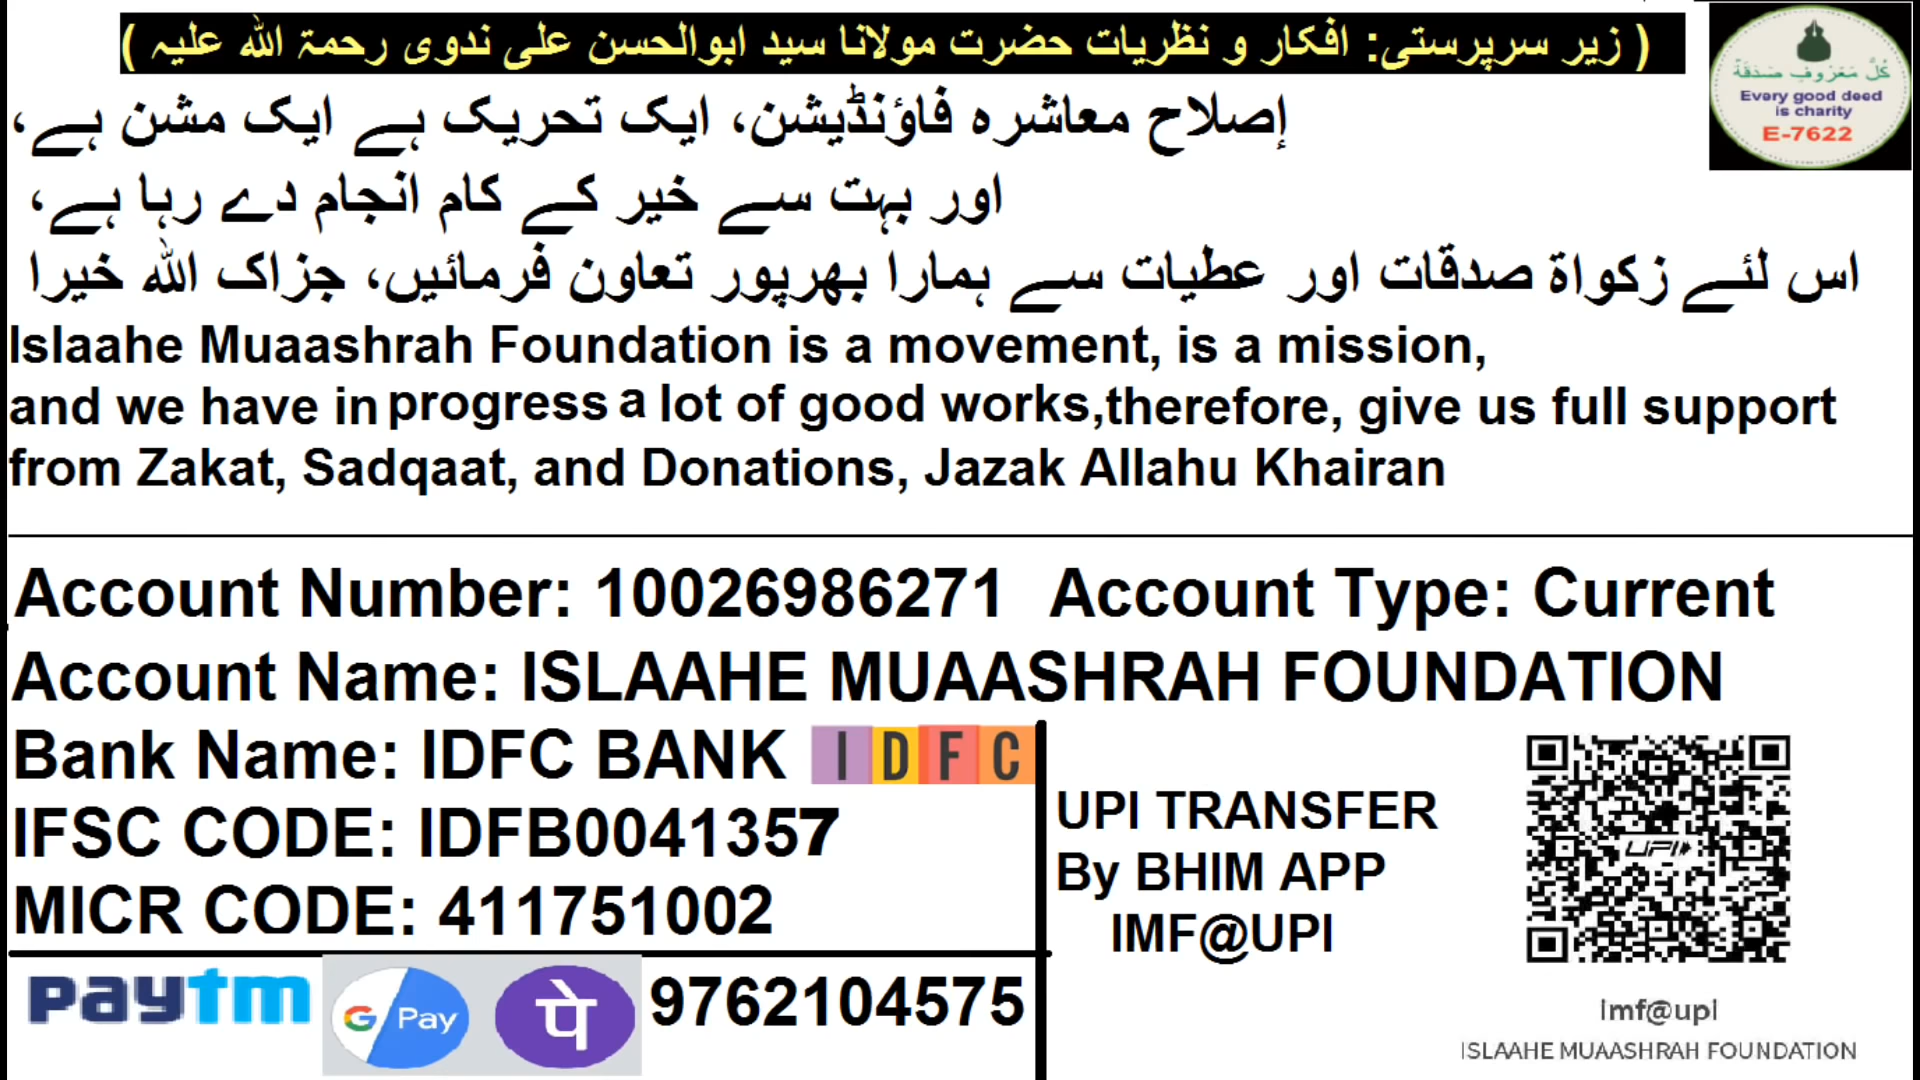 ( زیر سرپرستی: افکار و نظریات حضرت مولانا سید ابوالحسن علی ندوی رحمۃ اللہ علیہ )
كُلُّ مَعْرُوفٍ صَدَقَةٌ
Every good deed
is charity
E-7622
إصلاح معاشرہ فاؤنڈیشن، ایک تحریک ہے ایک مشن ہے،
اور بہت سے خیر کے کام انجام دے رہا ہے،
اس لئے زکواۃ صدقات اور عطیات سے ہمارا بھرپور تعاون فرمائیں، جزاک اللہ خیرا
Islaahe Muaashrah Foundation is a movement, is a mission,
and we have in progress a lot of good works,therefore, give us full support
from Zakat, Sadqaat, and Donations, Jazak Allahu Khairan
Account Number: 10026986271 Account Type: Current
Account Name: ISLAAHE MUAASHRAH FOUNDATION
Bank Name: IDFC BANK IDFC
IFSC CODE: IDFB0041357
MICR CODE: 411751002
paytm G Pay पे 9762104575
UPI TRANSFER
By BHIM APP
IMF@UPI
UPI
imf@upi
ISLAAHE MUAASHRAH FOUNDATION